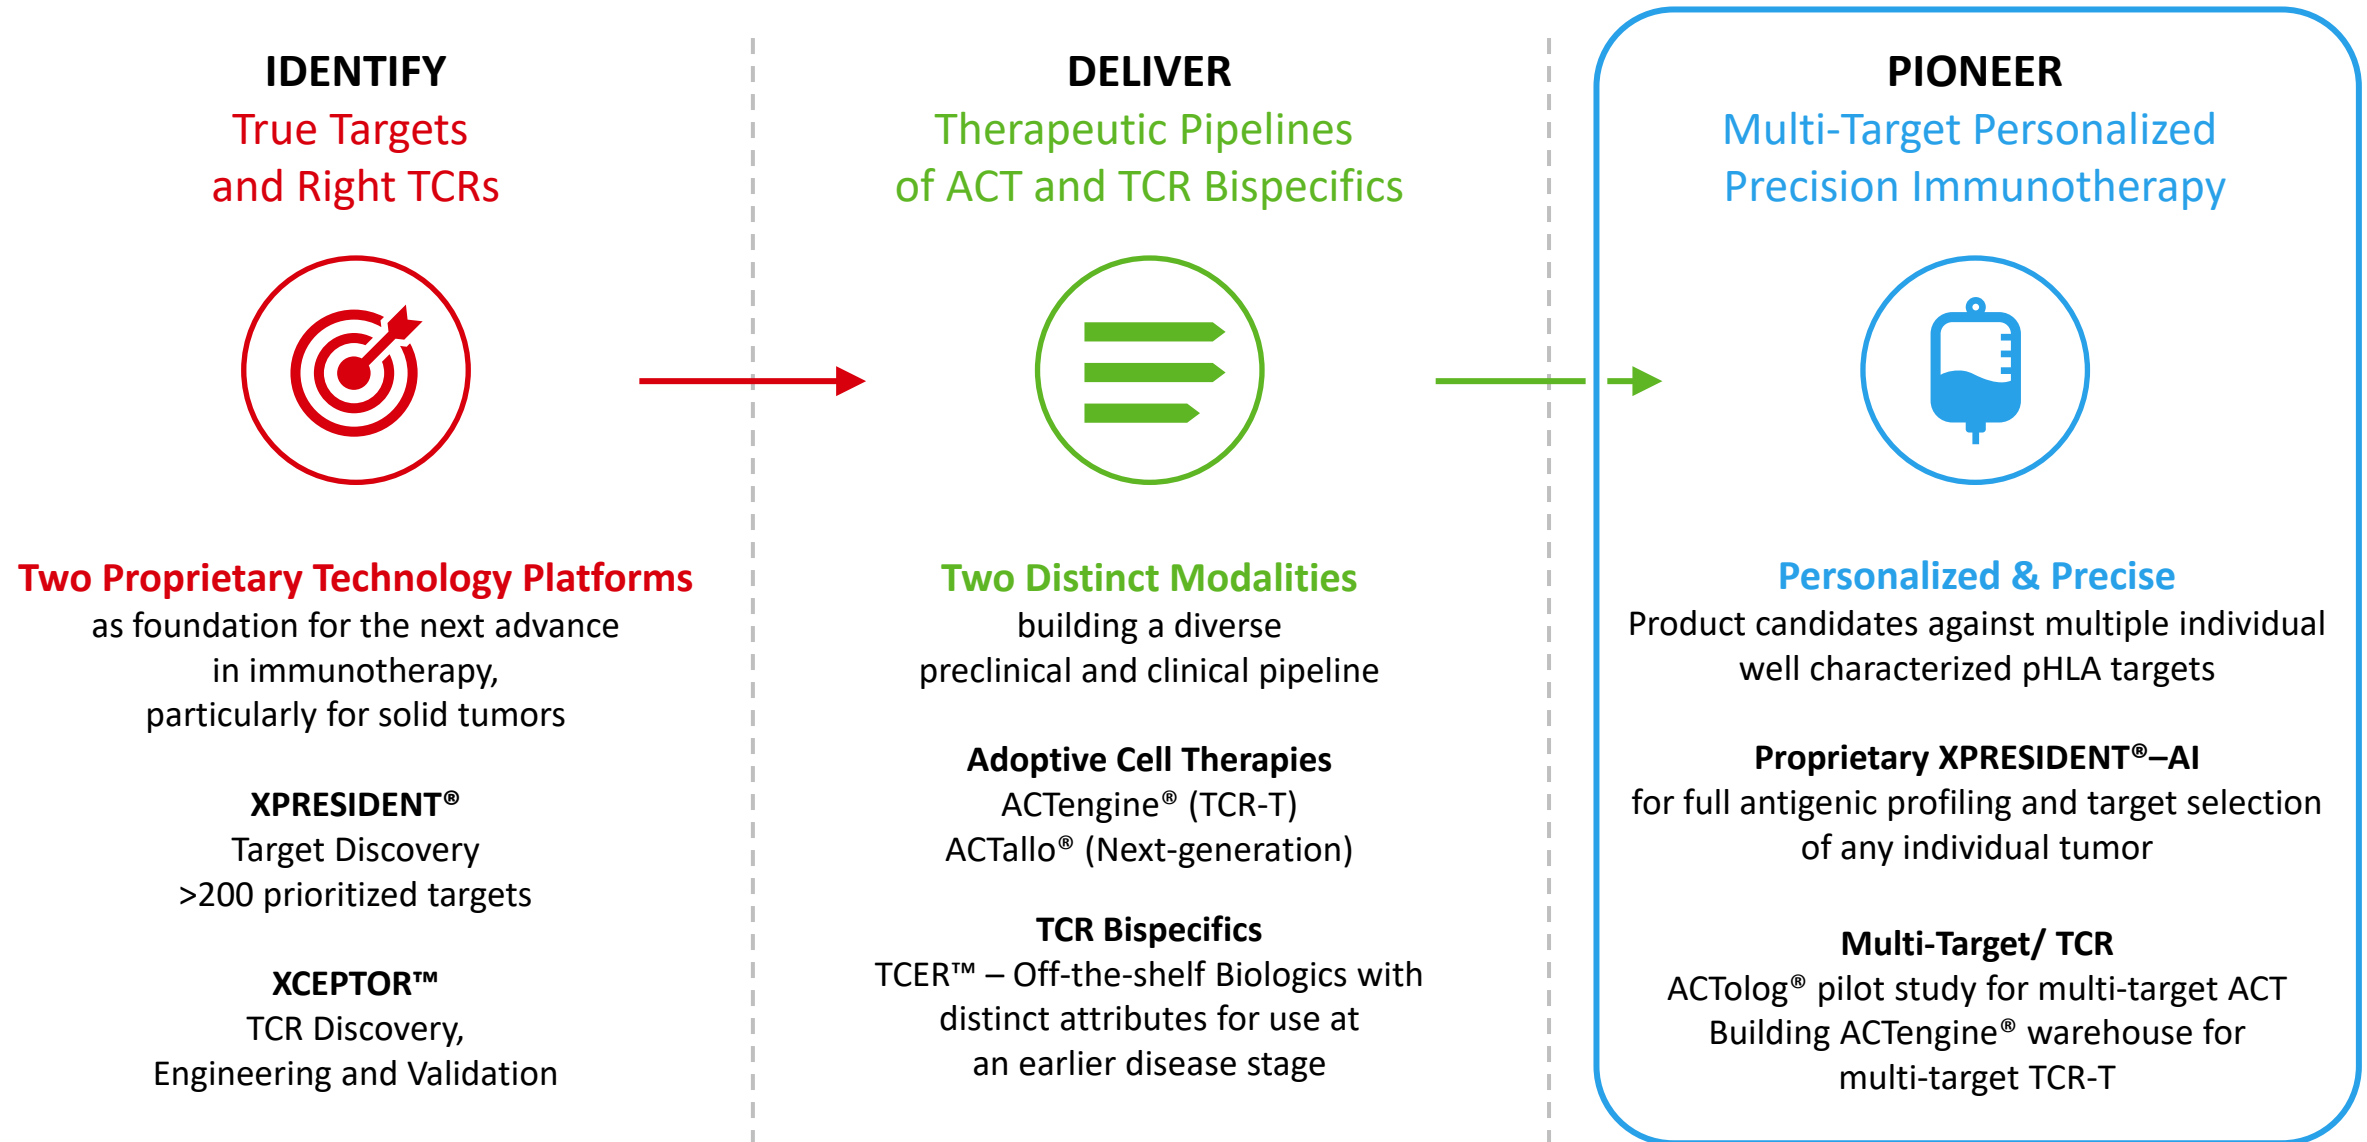 IDENTIFY
True Targets
and Right TCRs
Two Proprietary Technology Platforms
as foundation for the next advance
in immunotherapy,
particularly for solid tumors
XPRESIDENT®
Target Discovery
>200 prioritized targets
XCEPTOR™
TCR Discovery,
Engineering and Validation
DELIVER
Therapeutic Pipelines
of ACT and TCR Bispecifics
Two Distinct Modalities
building a diverse
preclinical and clinical pipeline
Adoptive Cell Therapies
ACTengine® (TCR-T)
ACTallo® (Next-generation)
TCR Bispecifics
TCER™ – Off-the-shelf Biologics with
distinct attributes for use at
an earlier disease stage
PIONEER
Multi-Target Personalized
Precision Immunotherapy
Personalized & Precise
Product candidates against multiple individual
well characterized pHLA targets
Proprietary XPRESIDENT®–AI
for full antigenic profiling and target selection
of any individual tumor
Multi-Target/ TCR
ACTolog® pilot study for multi-target ACT
Building ACTengine® warehouse for
multi-target TCR-T